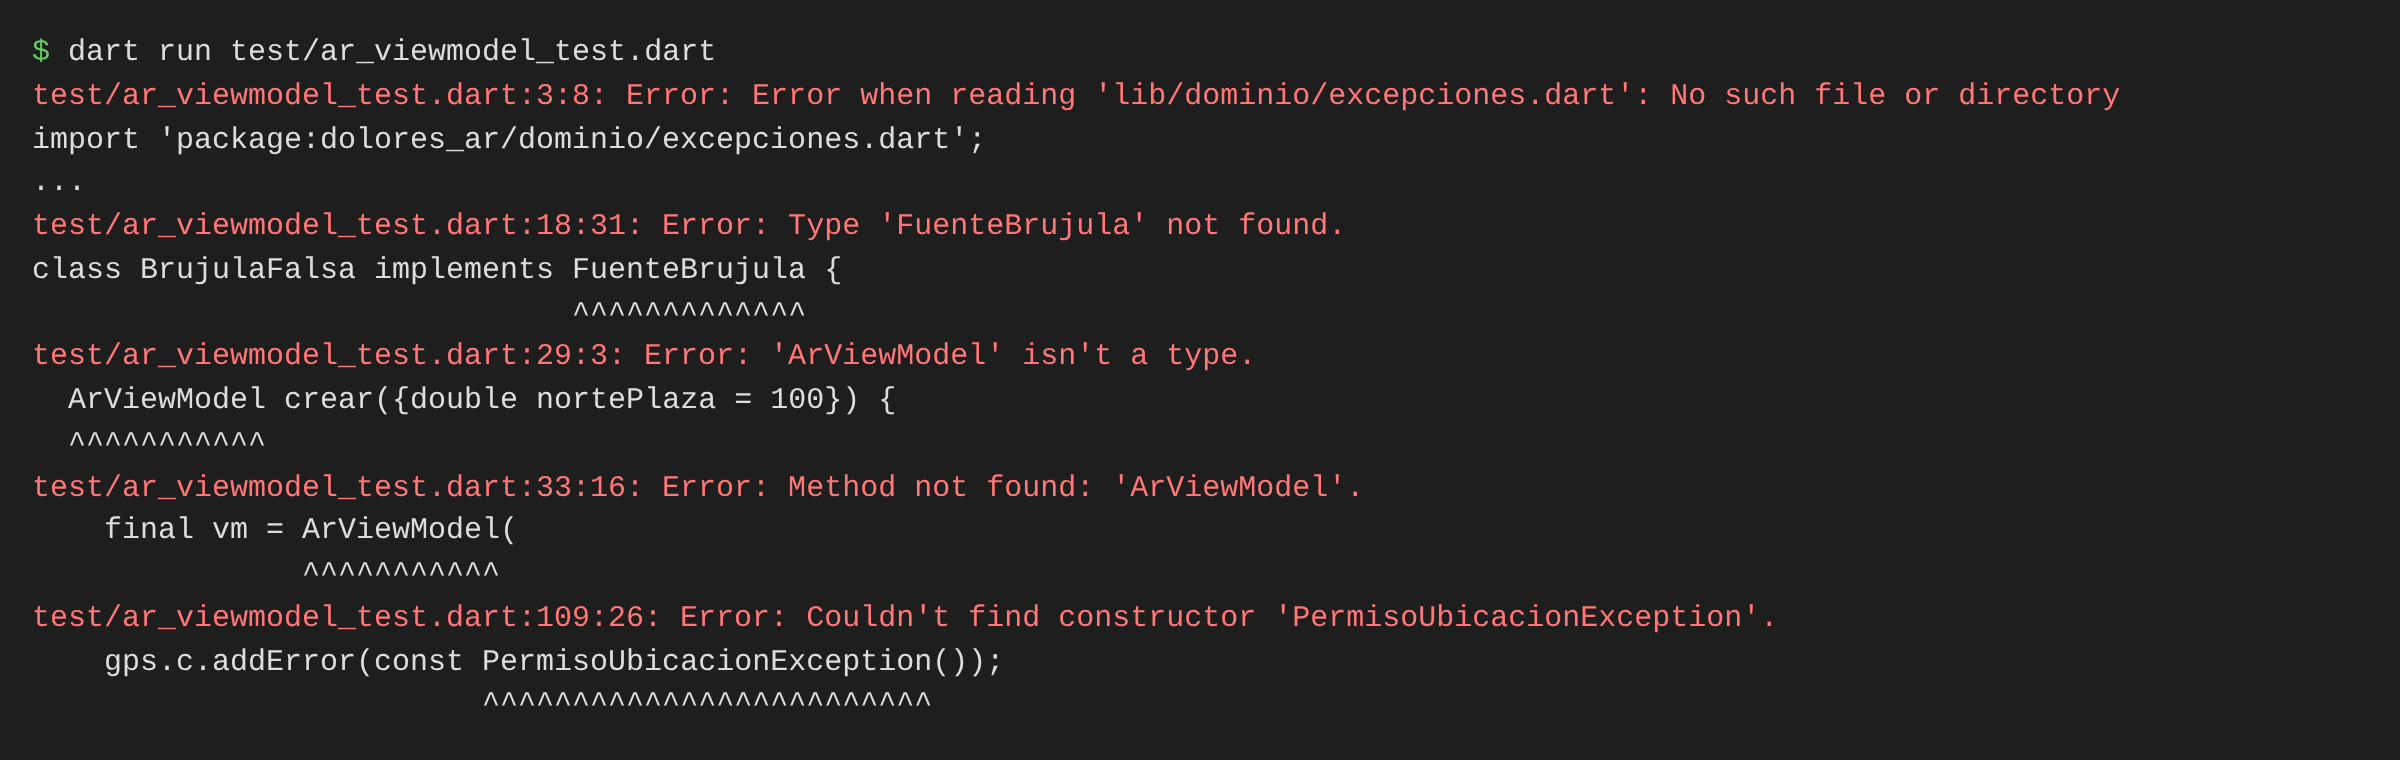 $ dart run test/ar_viewmodel_test.dart
test/ar_viewmodel_test.dart:3:8: Error: Error when reading 'lib/dominio/excepciones.dart': No such file or directory
import 'package:dolores_ar/dominio/excepciones.dart';
...
test/ar_viewmodel_test.dart:18:31: Error: Type 'FuenteBrujula' not found.
class BrujulaFalsa implements FuenteBrujula {
                              ^^^^^^^^^^^^^
test/ar_viewmodel_test.dart:29:3: Error: 'ArViewModel' isn't a type.
  ArViewModel crear({double nortePlaza = 100}) {
  ^^^^^^^^^^^
test/ar_viewmodel_test.dart:33:16: Error: Method not found: 'ArViewModel'.
    final vm = ArViewModel(
               ^^^^^^^^^^^
test/ar_viewmodel_test.dart:109:26: Error: Couldn't find constructor 'PermisoUbicacionException'.
    gps.c.addError(const PermisoUbicacionException());
                         ^^^^^^^^^^^^^^^^^^^^^^^^^